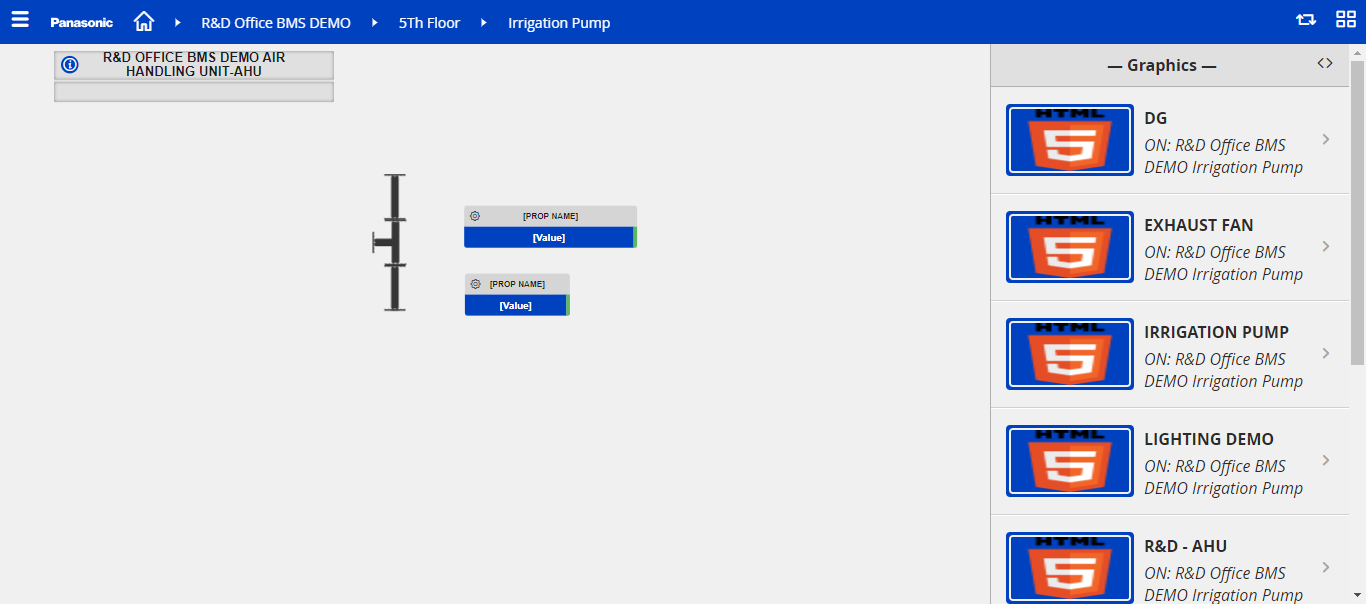 Panasonic
R&D Office BMS DEMO
5Th Floor
Irrigation Pump
R&D OFFICE BMS DEMO AIR
HANDLING UNIT-AHU
[PROP NAME]
[Value]
[PROP NAME]
[Value]
— Graphics —
HTML
5
DG
ON: R&D Office BMS
DEMO Irrigation Pump
HTML
5
EXHAUST FAN
ON: R&D Office BMS
DEMO Irrigation Pump
HTML
5
IRRIGATION PUMP
ON: R&D Office BMS
DEMO Irrigation Pump
HTML
5
LIGHTING DEMO
ON: R&D Office BMS
DEMO Irrigation Pump
HTML
5
R&D - AHU
ON: R&D Office BMS
DEMO Irrigation Pump